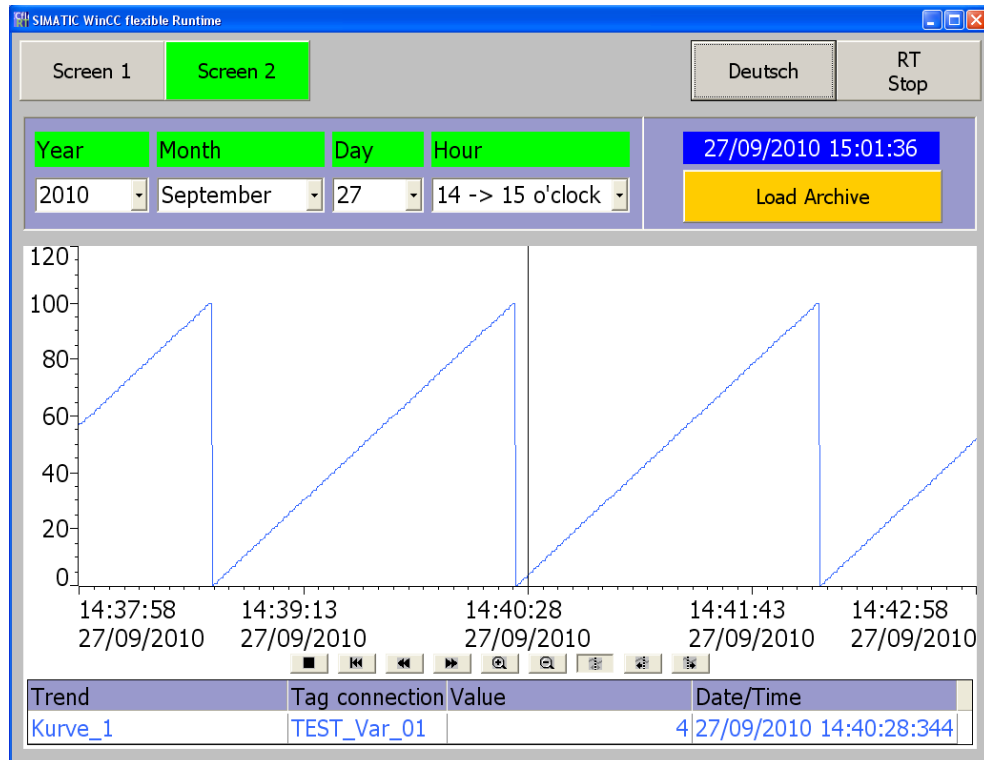 SIMATIC WinCC flexible Runtime
Screen 1 Screen 2 Deutsch RT Stop
Year Month Day Hour 27/09/2010 15:01:36
2010 September 27 14 -> 15 o'clock Load Archive
120
100
80
60
40
20
0
14:37:58 14:39:13 14:40:28 14:41:43 14:42:58
27/09/2010 27/09/2010 27/09/2010 27/09/2010 27/09/2010
Trend Tag connection Value Date/Time
Kurve_1 TEST_Var_01 4 27/09/2010 14:40:28:344